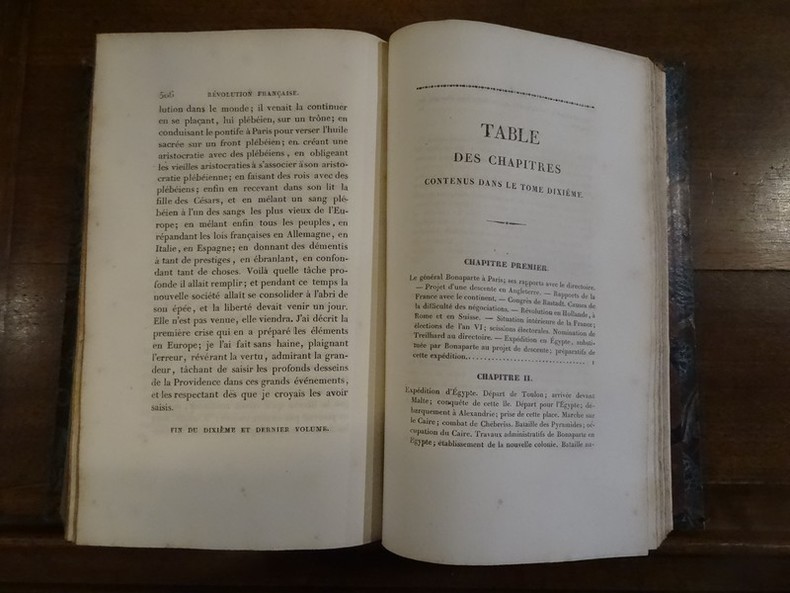 506 RÉVOLUTION FRANÇAISE.
lution dans le monde; il venait la continuer
en se plaçant, lui plébéien, sur un trône; en
conduisant le pontife à Paris pour verser l'huile
sacrée sur un front plébéien; en créant une
aristocratie avec des plébéiens, en obligeant
les vieilles aristocraties à s'associer à son aristo-
cratie plébéienne; en faisant des rois avec des
plébéiens; enfin en recevant dans son lit la
fille des Césars, et en mêlant un sang plé-
béien à l'un des sangs les plus vieux de l'Eu-
rope; en mêlant enfin tous les peuples, en
répandant les lois françaises en Allemagne, en
Italie, en Espagne; en donnant des démentis
à tant de prestiges, en ébranlant, en confon-
dant tant de choses. Voilà quelle tâche pro-
fonde il allait remplir; et pendant ce temps la
nouvelle société allait se consolider à l'abri de
son épée, et la liberté devait venir un jour.
Elle n'est pas venue, elle viendra. J'ai décrit la
première crise qui en a préparé les éléments
en Europe; je l'ai fait sans haine, plaignant
l'erreur, révérant la vertu, admirant la gran-
deur, tâchant de saisir les profonds desseins
de la Providence dans ces grands événements,
et les respectant dès que je croyais les avoir
saisis.
FIN DU DIXIÈME ET DERNIER VOLUME.
TABLE
DES CHAPITRES
CONTENUS DANS LE TOME DIXIÈME.
CHAPITRE PREMIER.
Le général Bonaparte à Paris; ses rapports avec le directoire.
— Projet d'une descente en Angleterre. — Rapports de la
France avec le continent. — Congrès de Rastadt. Causes de
la difficulté des négociations. — Révolution en Hollande, à
Rome et en Suisse. — Situation intérieure de la France;
élections de l'an VI; scissions électorales. Nomination de
Treilhard au directoire. — Expédition en Égypte, substi-
tuée par Bonaparte au projet de descente; préparatifs de
cette expédition. 1
CHAPITRE II.
Expédition d'Égypte. Départ de Toulon; arrivée devant
Malte; conquête de cette île. Départ pour l'Égypte; dé-
barquement à Alexandrie; prise de cette place. Marche sur
le Caire; combat de Chébreïss. Bataille des Pyramides; oc-
cupation du Caire. Travaux administratifs de Bonaparte en
Égypte; établissement de la nouvelle colonie. Bataille na-